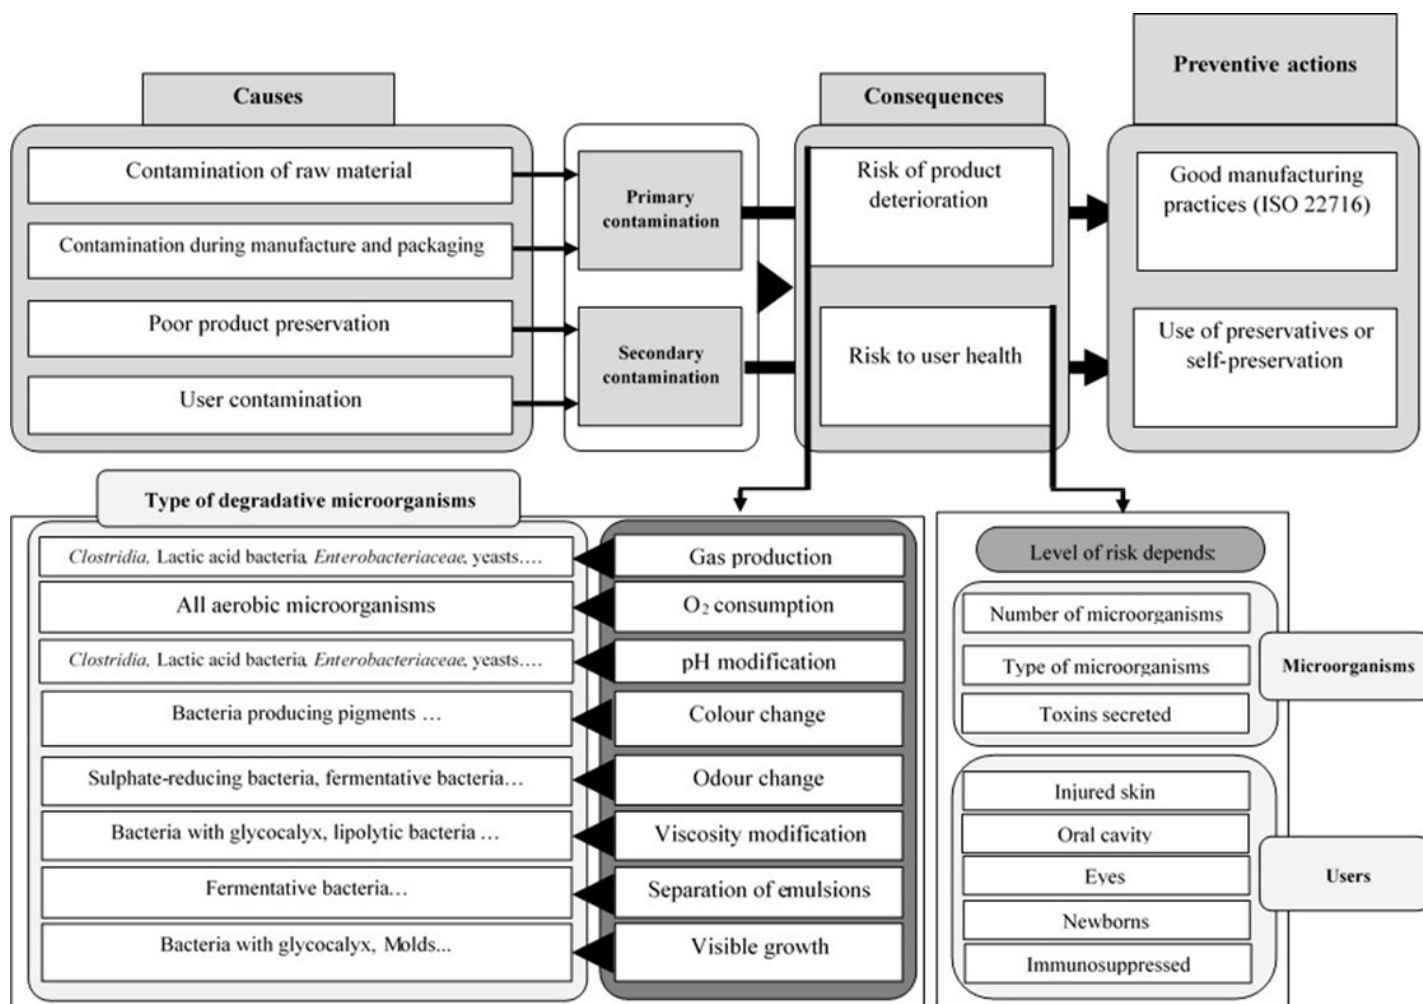 Causes
Consequences
Preventive actions
Contamination of raw material
Contamination during manufacture and packaging
Poor product preservation
User contamination
Primary
contamination
Secondary
contamination
Risk of product
deterioration
Risk to user health
Good manufacturing
practices (ISO 22716)
Use of preservatives or
self-preservation
Type of degradative microorganisms
Clostridia, Lactic acid bacteria, Enterobacteriaceae, yeasts….
Gas production
All aerobic microorganisms
O₂ consumption
Clostridia, Lactic acid bacteria, Enterobacteriaceae, yeasts….
pH modification
Bacteria producing pigments …
Colour change
Sulphate-reducing bacteria, fermentative bacteria…
Odour change
Bacteria with glycocalyx, lipolytic bacteria …
Viscosity modification
Fermentative bacteria…
Separation of emulsions
Bacteria with glycocalyx, Molds...
Visible growth
Level of risk depends:
Number of microorganisms
Type of microorganisms
Toxins secreted
Microorganisms
Injured skin
Oral cavity
Eyes
Newborns
Immunosuppressed
Users